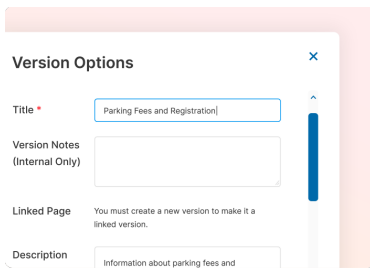 Version Options
Title *
Parking Fees and Registration
Version Notes
(Internal Only)
Linked Page
You must create a new version to make it a
linked version.
Description
Information about parking fees and